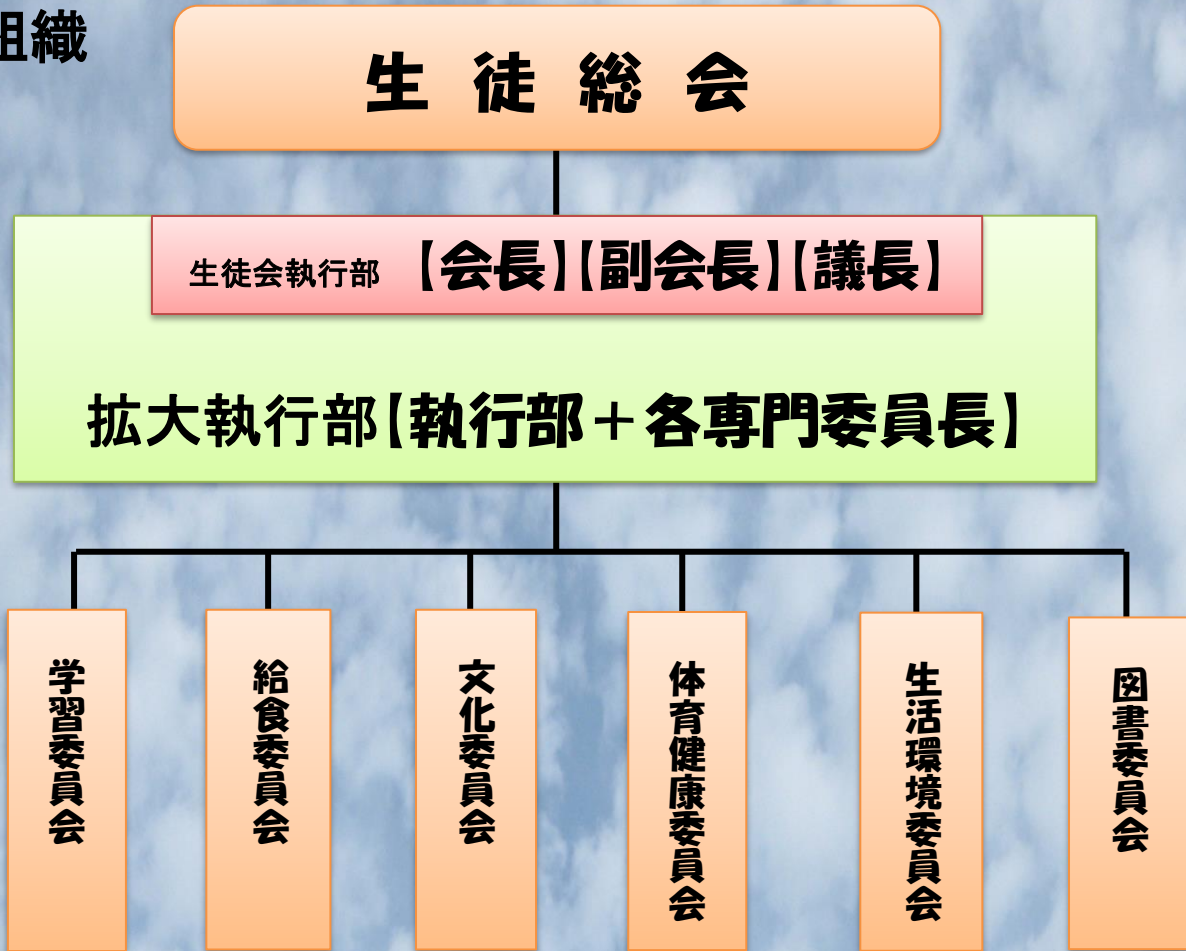 組織
生徒総会
生徒会執行部 【会長】【副会長】【議長】
拡大執行部【執行部＋各専門委員長】
学習委員会
給食委員会
文化委員会
体育健康委員会
生活環境委員会
図書委員会